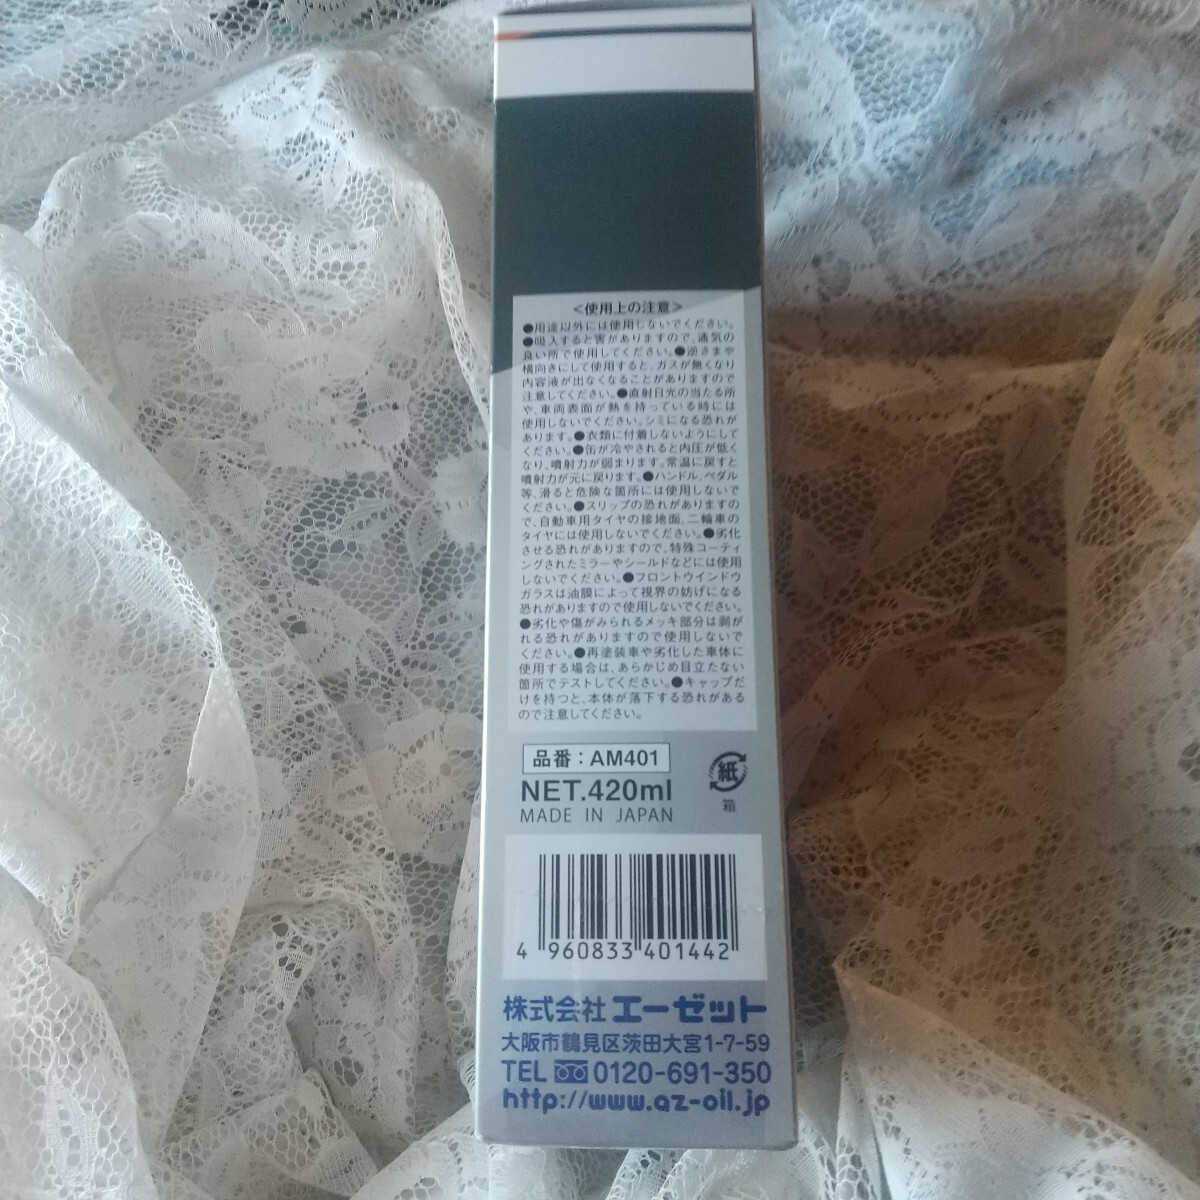 ＜使用上の注意＞
●用途以外には使用しないでください。
●吸入すると害がありますので、通気の
良い所で使用してください。●逆さまや
横向きにして使用すると、ガスが無くなり
内容液が出なくなることがありますので
注意してください。●直射日光の当たる所
や、車両表面が熱を持っている時には
使用しないでください。シミになる恐れが
あります。●衣類に付着しないようにして
ください。●缶が冷やされると内圧が低く
なり、噴射力が弱まります。常温に戻すと
噴射力が元に戻ります。●ハンドル、ペダル
等、滑ると危険な箇所には使用しないで
ください。●スリップの恐れがありますの
で、自動車用タイヤの接地面、二輪車の
タイヤには使用しないでください。●劣化
させる恐れがありますので、特殊コーティ
ングされたミラーやシールドなどには使用
しないでください。●フロントウインドウ
ガラスは油膜によって視界の妨げになる
恐れがありますので使用しないでください。
●劣化や傷がみられるメッキ部分は剥が
れる恐れがありますので使用しないで
ください。●再塗装車や劣化した車体に
使用する場合は、あらかじめ目立たない
箇所でテストしてください。●キャップだ
けを持つと、本体が落下する恐れがある
ので注意してください。
品番：AM401
NET.420ml
MADE IN JAPAN
紙
箱
4 960833 401442
株式会社 エーゼット
大阪市鶴見区茨田大宮1-7-59
TEL 0120-691-350
http://www.az-oil.jp